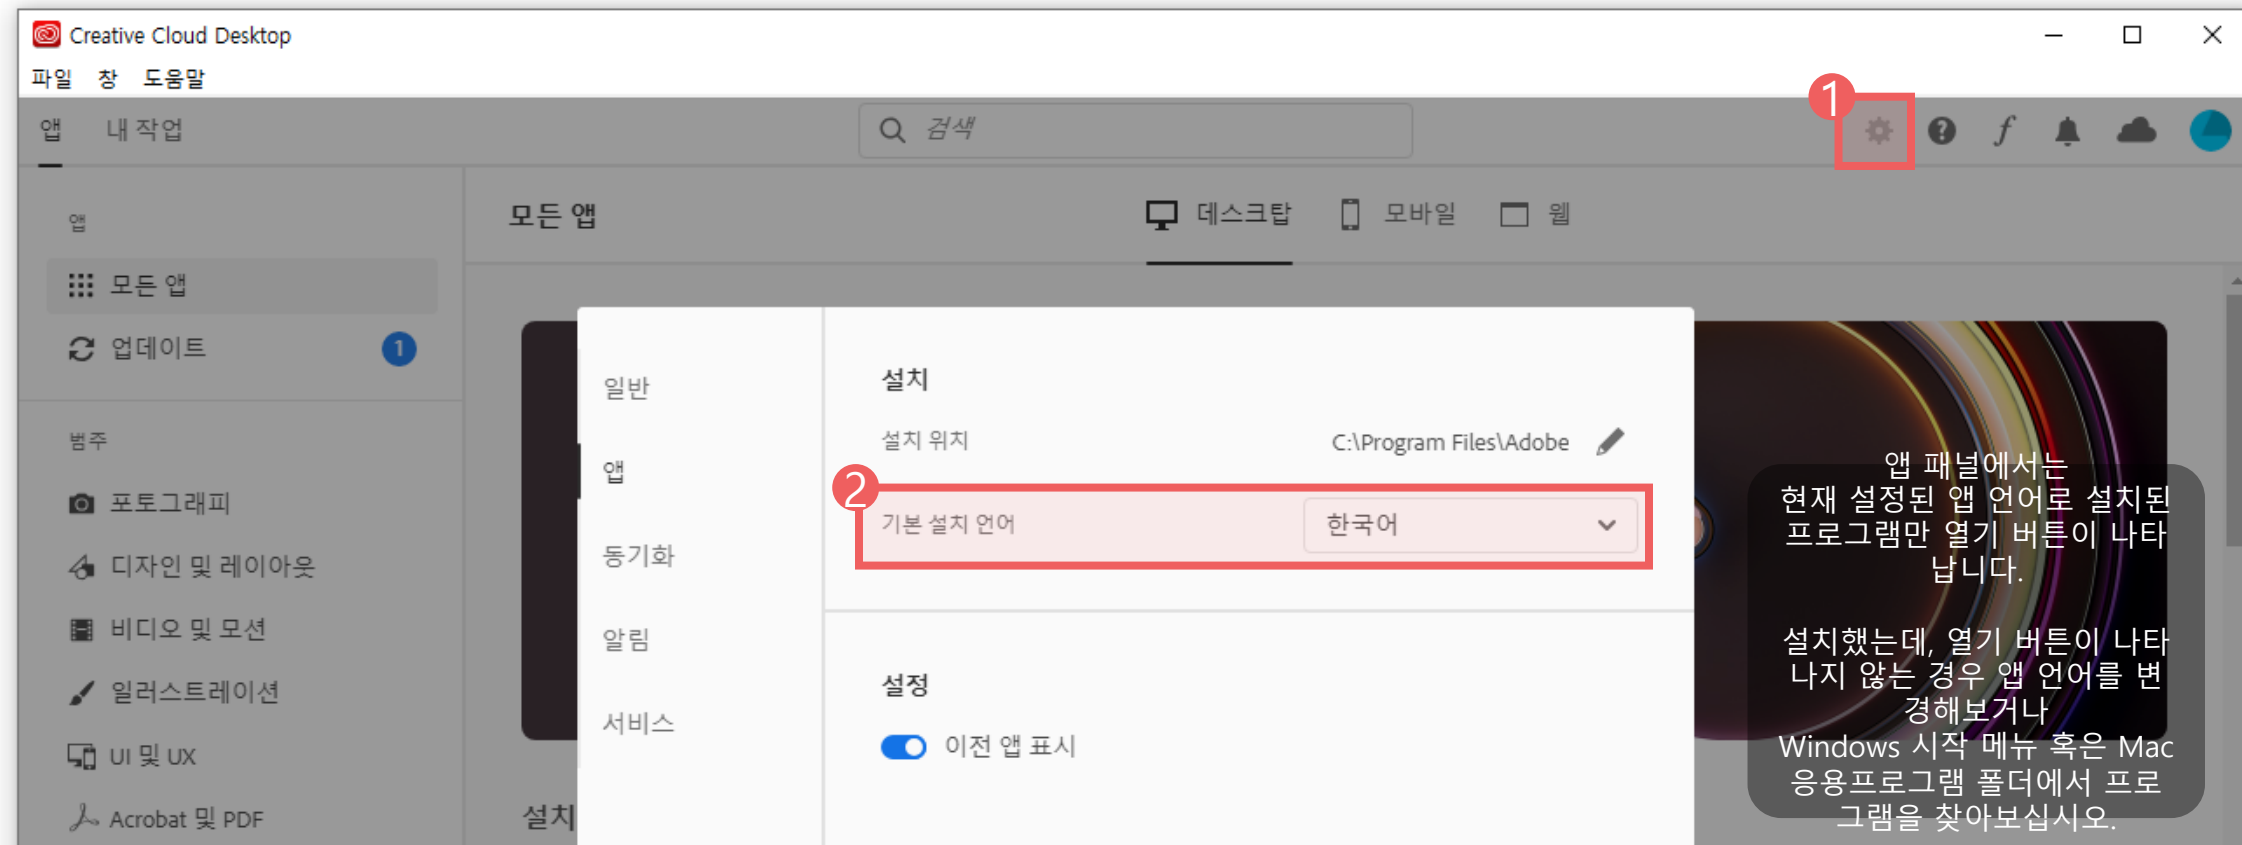 Creative Cloud Desktop
파일 창 도움말
1
앱 내 작업
검색
앱
모든 앱
데스크탑 모바일 웹
모든 앱
업데이트 1
범주
포토그래피
디자인 및 레이아웃
비디오 및 모션
일러스트레이션
UI 및 UX
Acrobat 및 PDF
설치
일반
앱
동기화
알림
서비스
설치
설치 위치 C:\Program Files\Adobe
2
기본 설치 언어 한국어
설정
이전 앱 표시
앱 패널에서는
현재 설정된 앱 언어로 설치된
프로그램만 열기 버튼이 나타
납니다.
설치했는데, 열기 버튼이 나타
나지 않는 경우 앱 언어를 변
경해보거나
Windows 시작 메뉴 혹은 Mac
응용프로그램 폴더에서 프로
그램을 찾아보십시오.